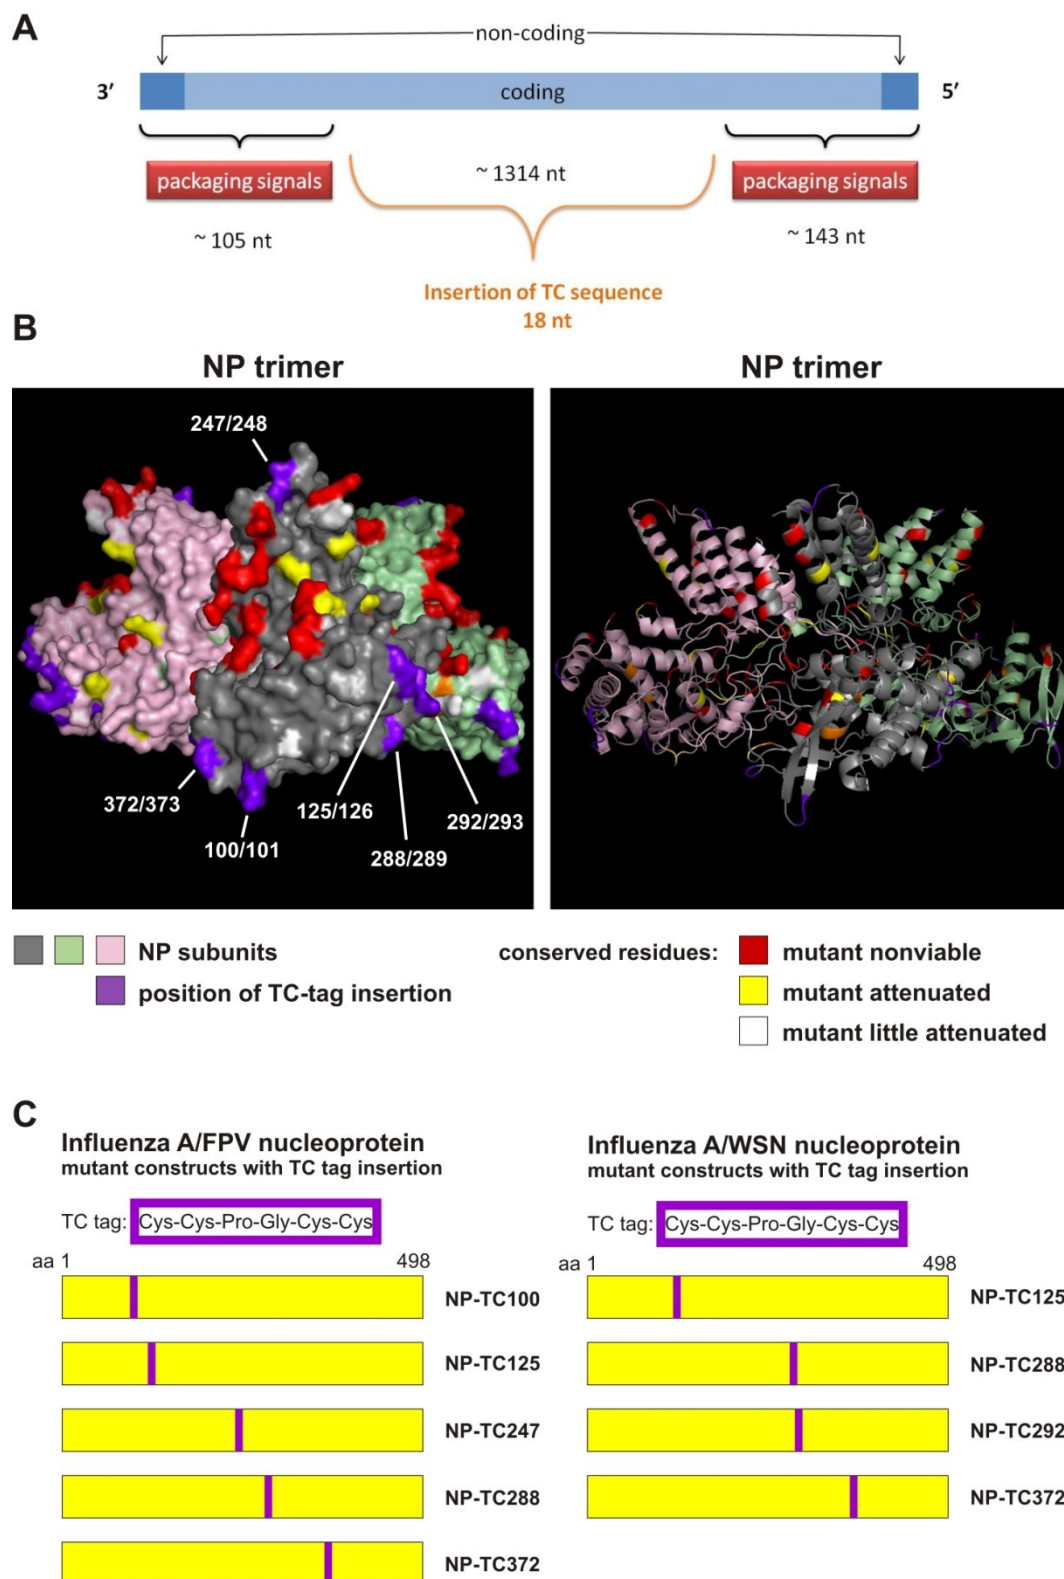 A
non-coding
3′ coding 5′
packaging signals ~ 1314 nt packaging signals
~ 105 nt ~ 143 nt
Insertion of TC sequence
18 nt
B
NP trimer NP trimer
247/248
372/373
100/101
125/126
288/289
292/293
NP subunits
position of TC-tag insertion
conserved residues: mutant nonviable
mutant attenuated
mutant little attenuated
C
Influenza A/FPV nucleoprotein
mutant constructs with TC tag insertion
TC tag: Cys-Cys-Pro-Gly-Cys-Cys
aa 1 498
NP-TC100
NP-TC125
NP-TC247
NP-TC288
NP-TC372
Influenza A/WSN nucleoprotein
mutant constructs with TC tag insertion
TC tag: Cys-Cys-Pro-Gly-Cys-Cys
aa 1 498
NP-TC125
NP-TC288
NP-TC292
NP-TC372